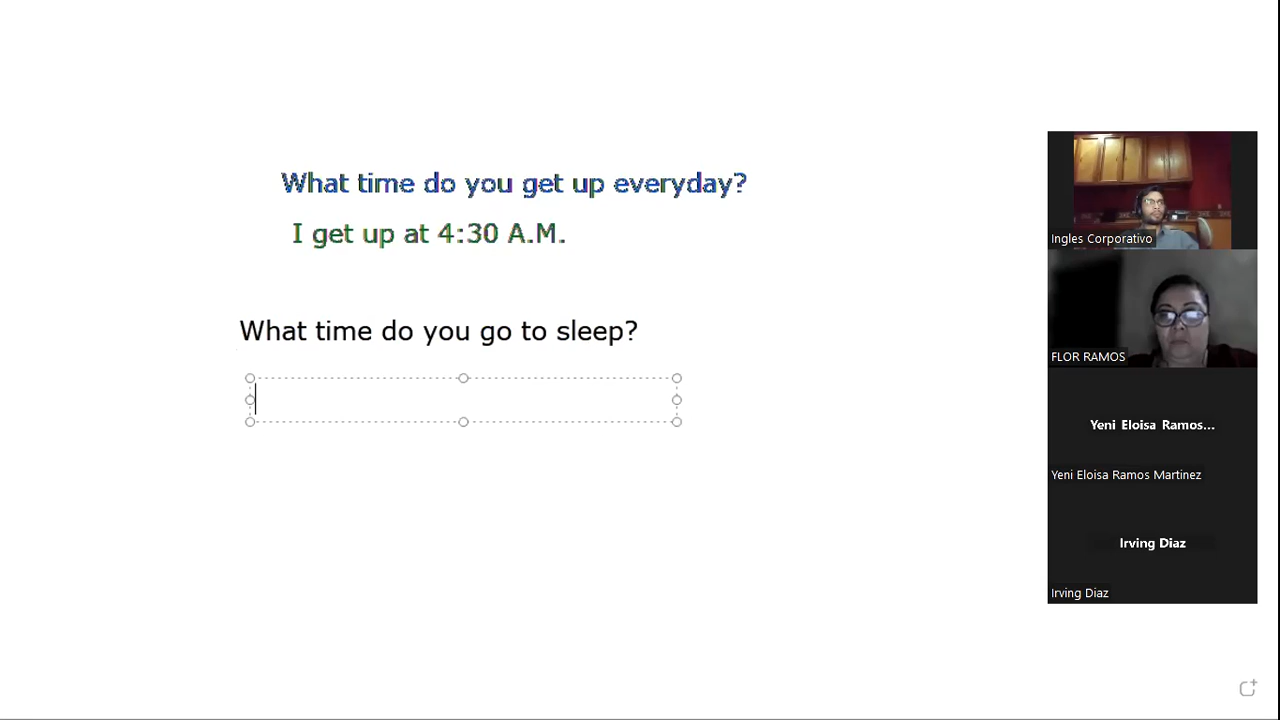 What time do you get up everyday?
I get up at 4:30 A.M.
What time do you go to sleep?
Ingles Corporativo
FLOR RAMOS
Yeni Eloisa Ramos...
Yeni Eloisa Ramos Martinez
Irving Diaz
Irving Diaz